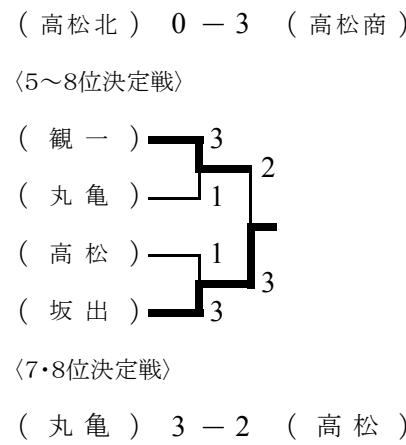 ( 高松北 ) 0 － 3 ( 高松商 )
〈5～8位決定戦〉
( 観 一 ) 3
2
( 丸 亀 ) 1
( 高 松 ) 1
3
( 坂 出 ) 3
〈7・8位決定戦〉
( 丸 亀 ) 3 － 2 ( 高 松 )